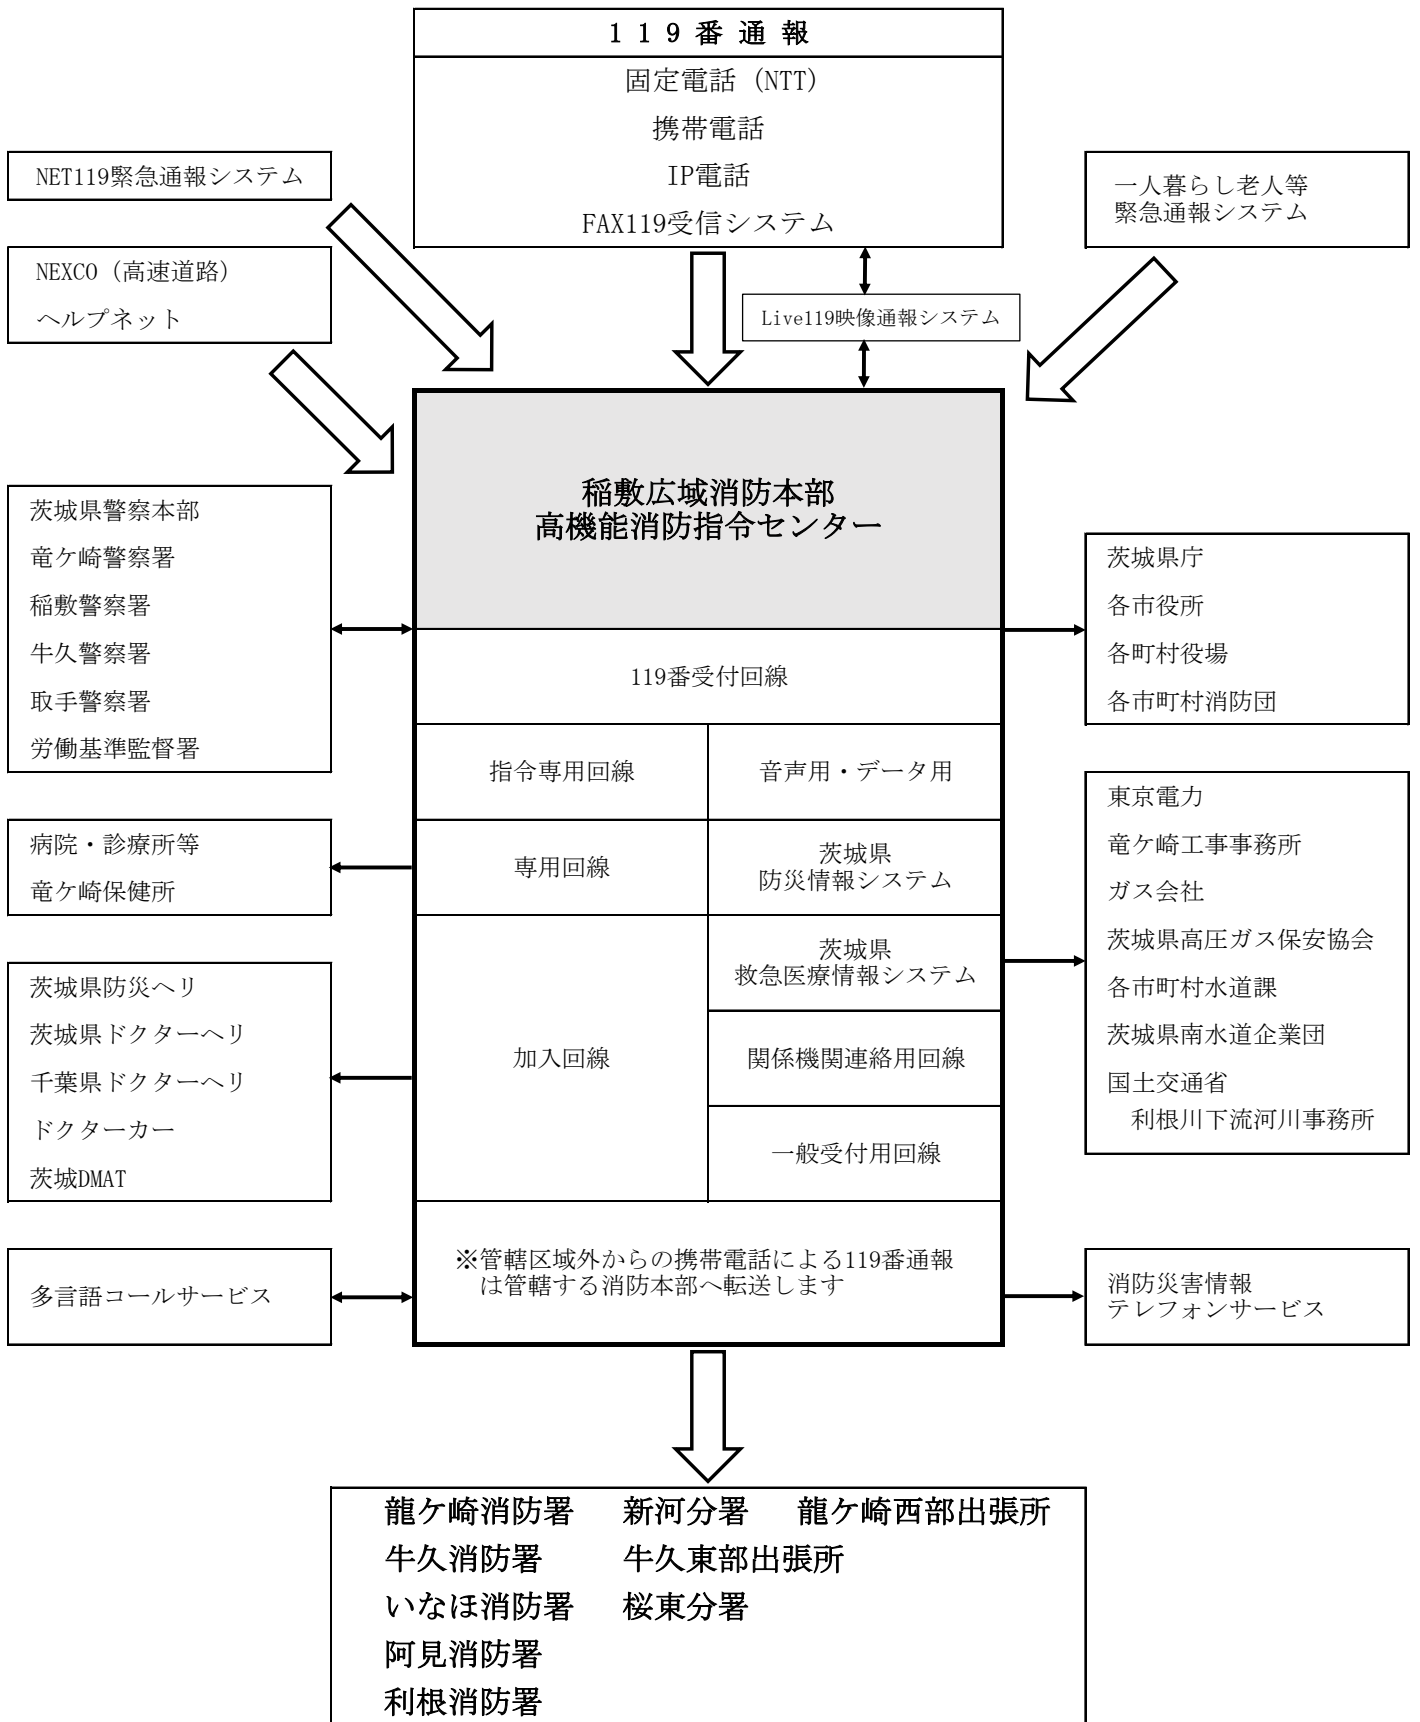 119番通報
固定電話（NTT）
携帯電話
IP電話
FAX119受信システム
NET119緊急通報システム
NEXCO（高速道路）
ヘルプネット
一人暮らし老人等
緊急通報システム
Live119映像通報システム
稲敷広域消防本部
高機能消防指令センター
茨城県警察本部
竜ケ崎警察署
稲敷警察署
牛久警察署
取手警察署
労働基準監督署
病院・診療所等
竜ケ崎保健所
茨城県防災ヘリ
茨城県ドクターヘリ
千葉県ドクターヘリ
ドクターカー
茨城DMAT
多言語コールサービス
119番受付回線
指令専用回線
音声用・データ用
専用回線
茨城県
防災情報システム
加入回線
茨城県
救急医療情報システム
関係機関連絡用回線
一般受付用回線
※管轄区域外からの携帯電話による119番通報
は管轄する消防本部へ転送します
茨城県庁
各市役所
各町村役場
各市町村消防団
東京電力
竜ケ崎工事事務所
ガス会社
茨城県高圧ガス保安協会
各市町村水道課
茨城県南水道企業団
国土交通省
利根川下流河川事務所
消防災害情報
テレフォンサービス
龍ケ崎消防署 新河分署 龍ケ崎西部出張所
牛久消防署 牛久東部出張所
いなほ消防署 桜東分署
阿見消防署
利根消防署